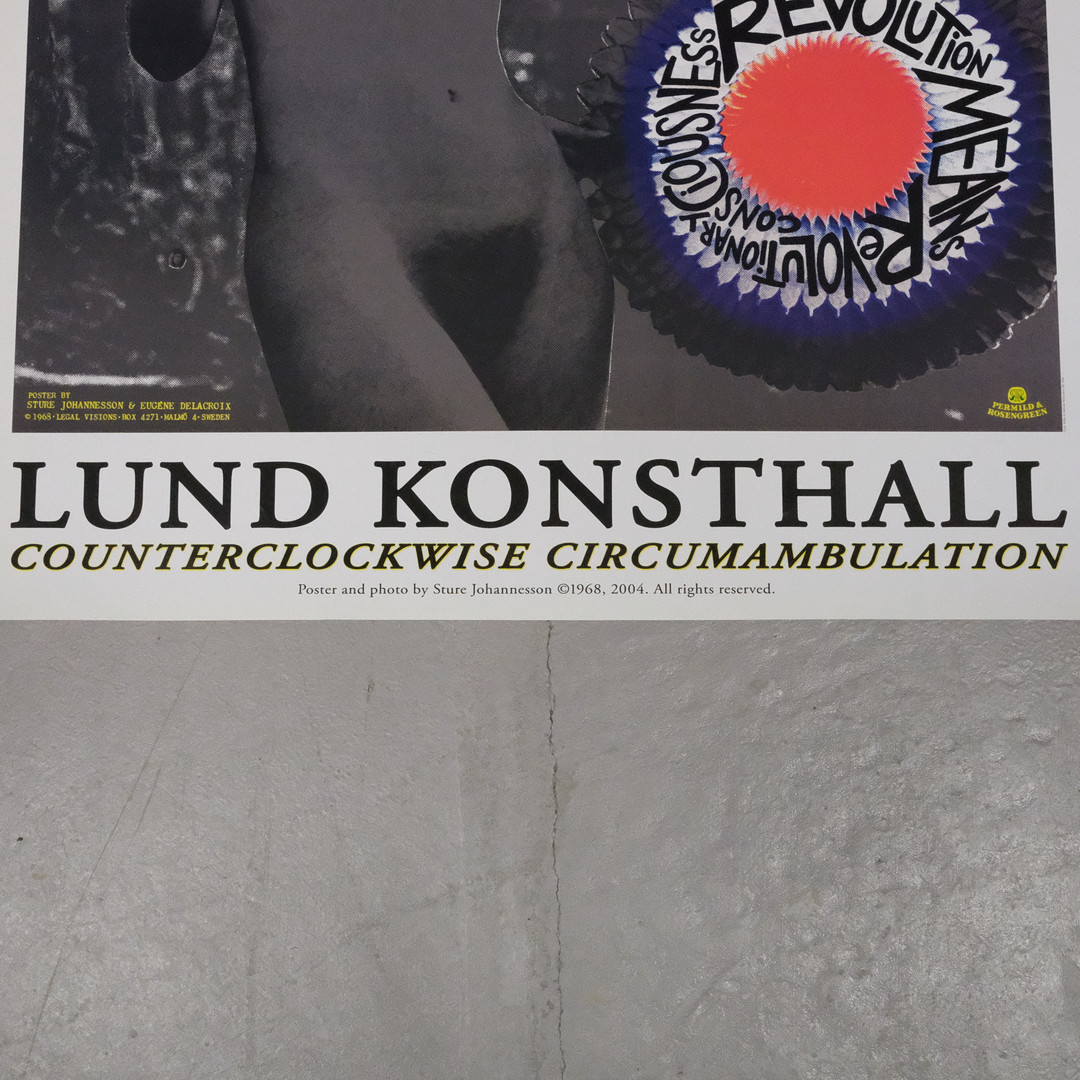 REVOLUTION
MEANS
REVOLUTIONARY
CONSCIOUSNESS
POSTER BY
STURE JOHANNESSON & EUGÉNE DELACROIX
© 1968 · LEGAL VISIONS · BOX 4271 · MALMÖ 4 · SWEDEN
PERMILD &
ROSENGREEN
LUND KONSTHALL
COUNTERCLOCKWISE CIRCUMAMBULATION
Poster and photo by Sture Johannesson ©1968, 2004. All rights reserved.